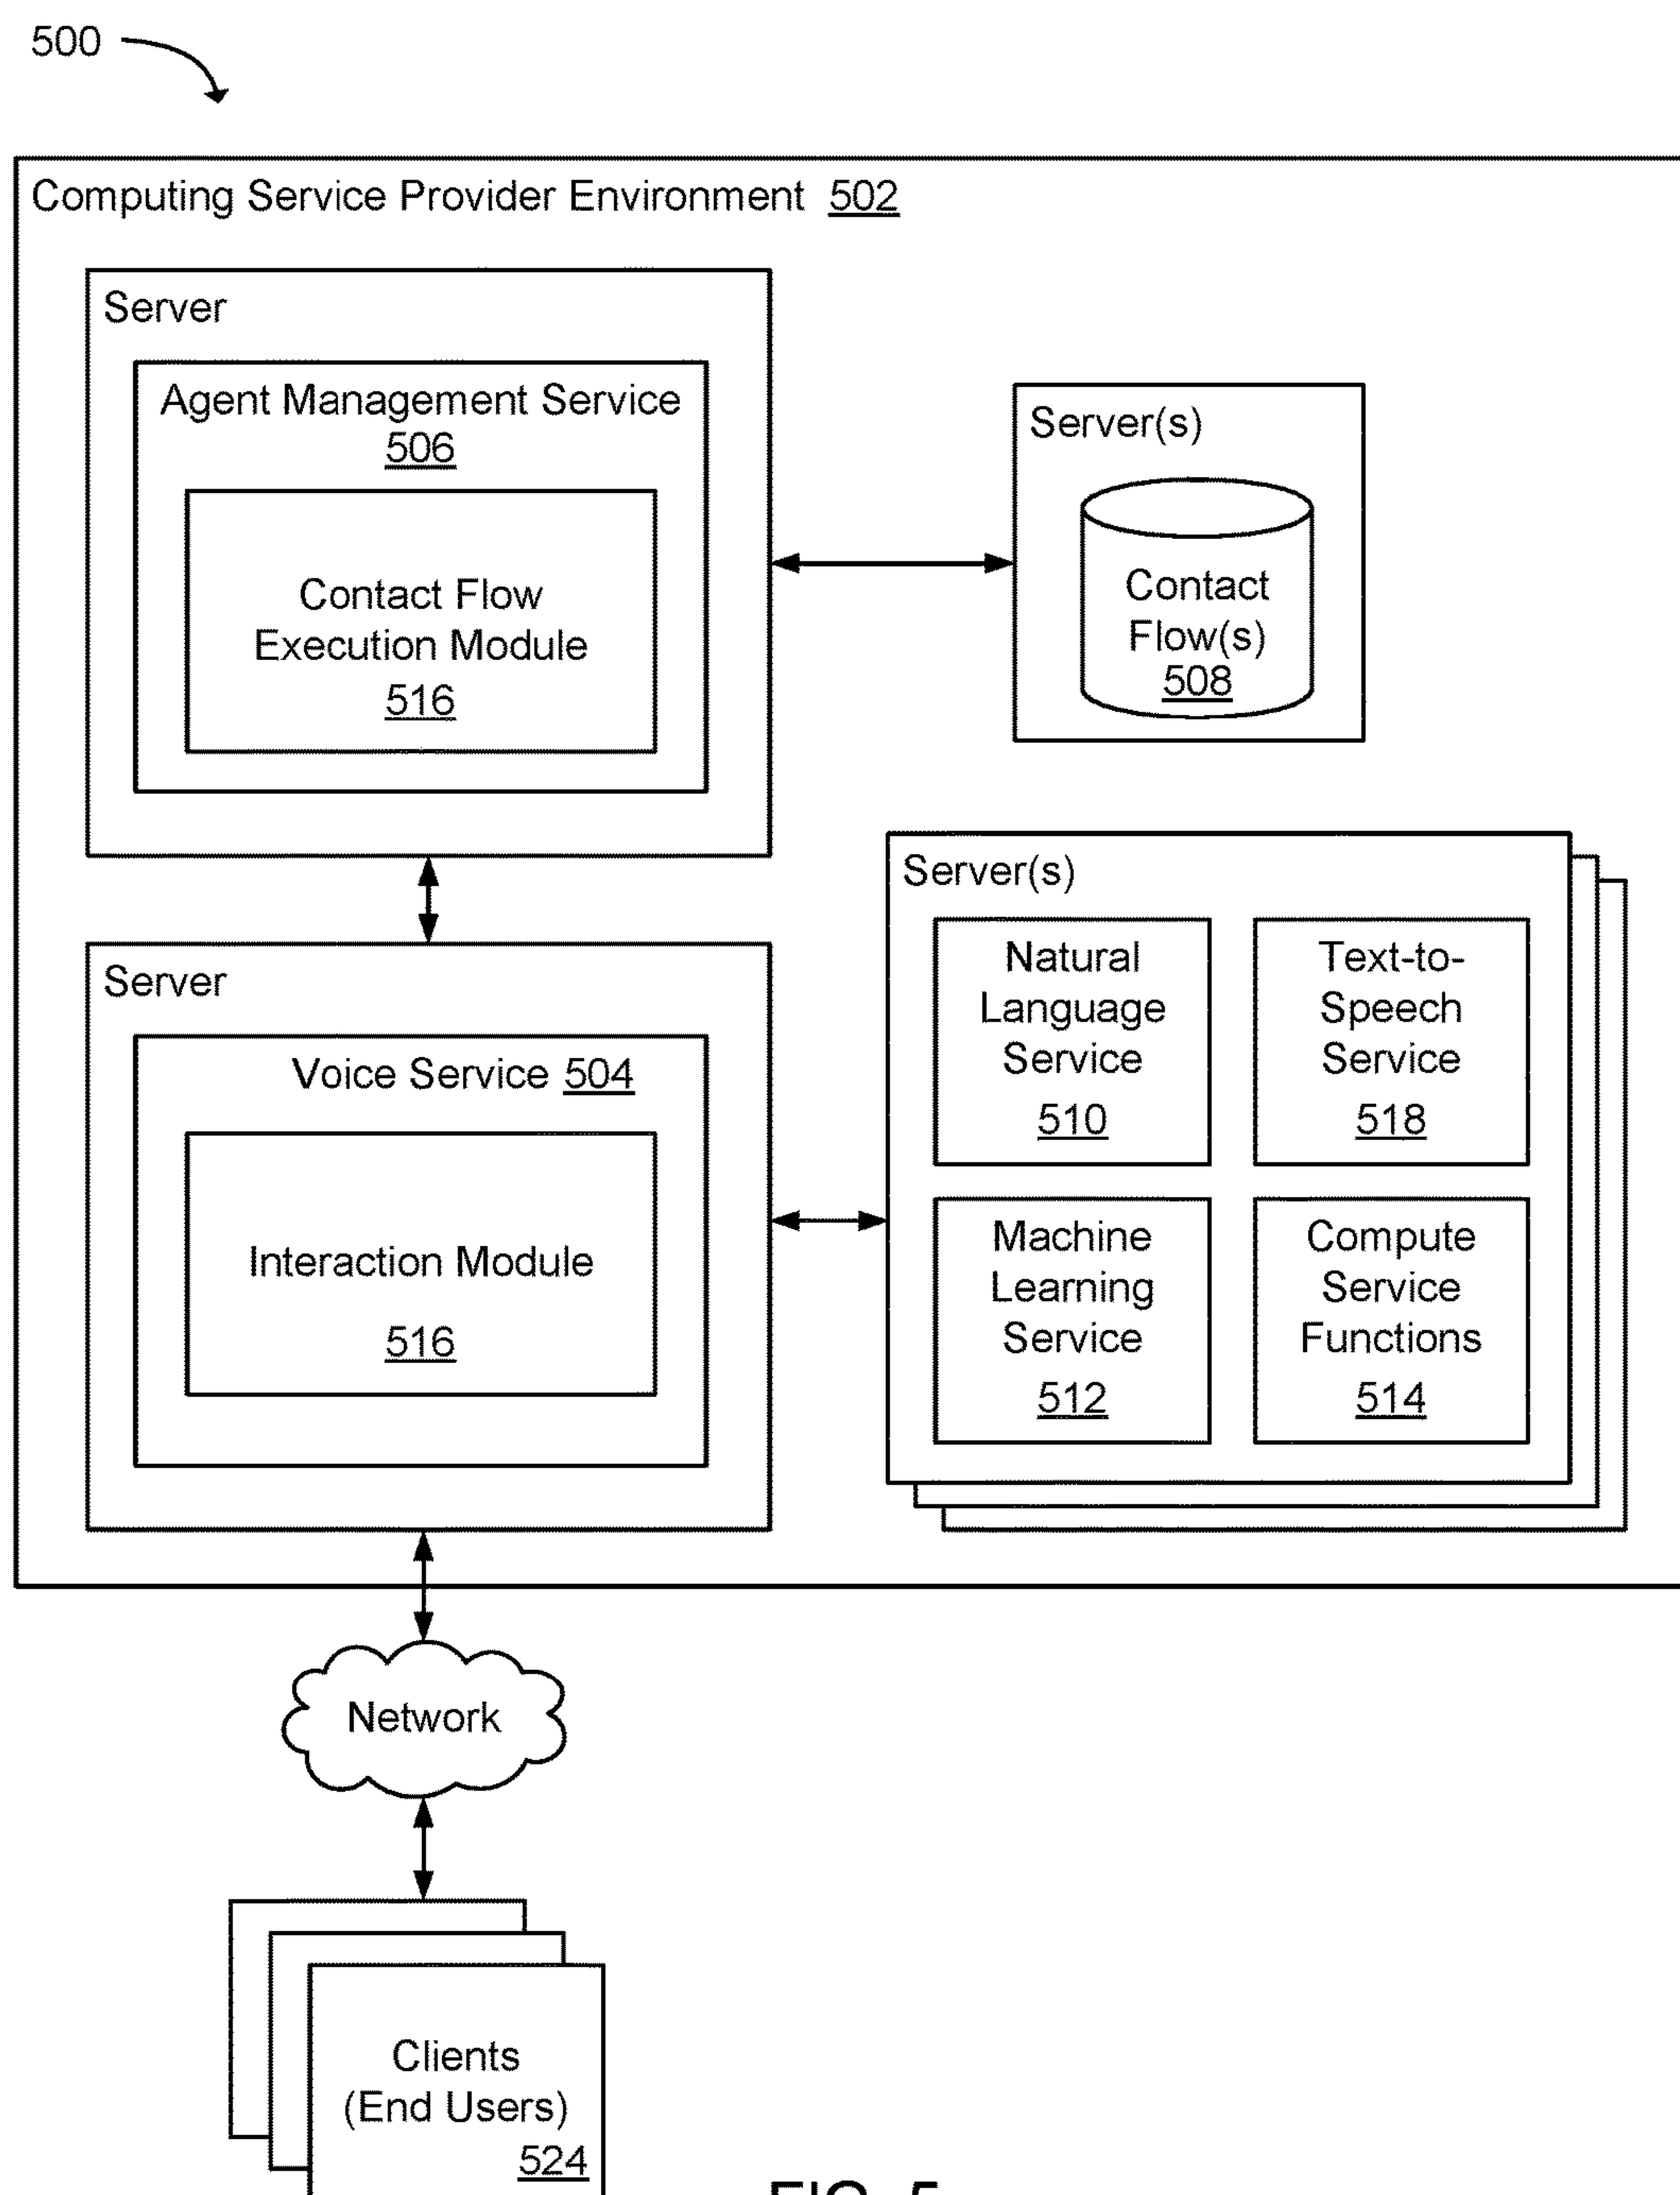 500
Computing Service Provider Environment 502
Server
Agent Management Service
506
Contact Flow
Execution Module
516
Server(s)
Contact
Flow(s)
508
Server
Voice Service 504
Interaction Module
516
Server(s)
Natural
Language
Service
510
Text-to-
Speech
Service
518
Machine
Learning
Service
512
Compute
Service
Functions
514
Network
Clients
(End Users)
524
FIG. 5